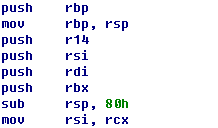 push    rbp
mov     rbp, rsp
push    r14
push    rsi
push    rdi
push    rbx
sub     rsp, 80h
mov     rsi, rcx